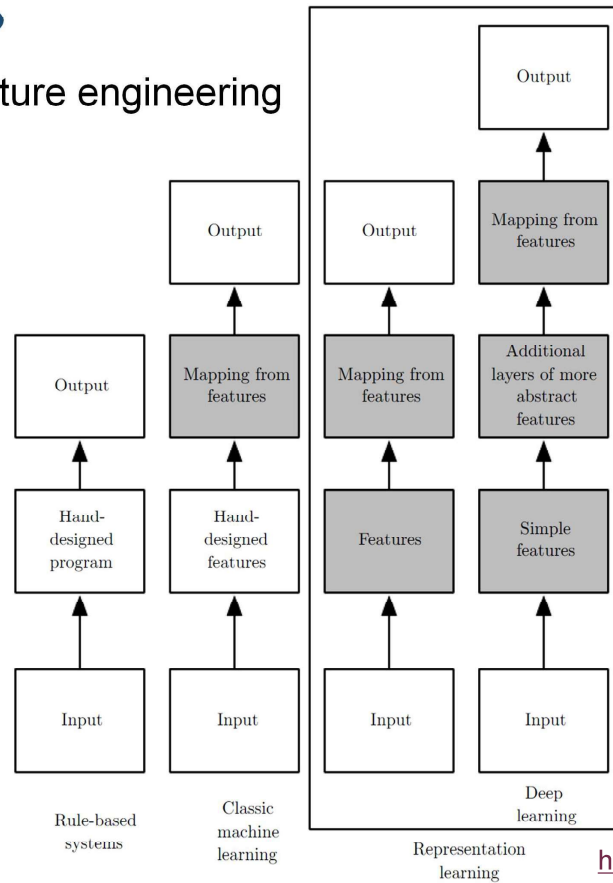 ture engineering
Output
Mapping from
features
Hand-
designed
features
Input
Classic
machine
learning
Output
Hand-
designed
program
Input
Rule-based
systems
Output
Mapping from
features
Features
Input
Output
Mapping from
features
Additional
layers of more
abstract
features
Simple
features
Input
Deep
learning
Representation
learning
h